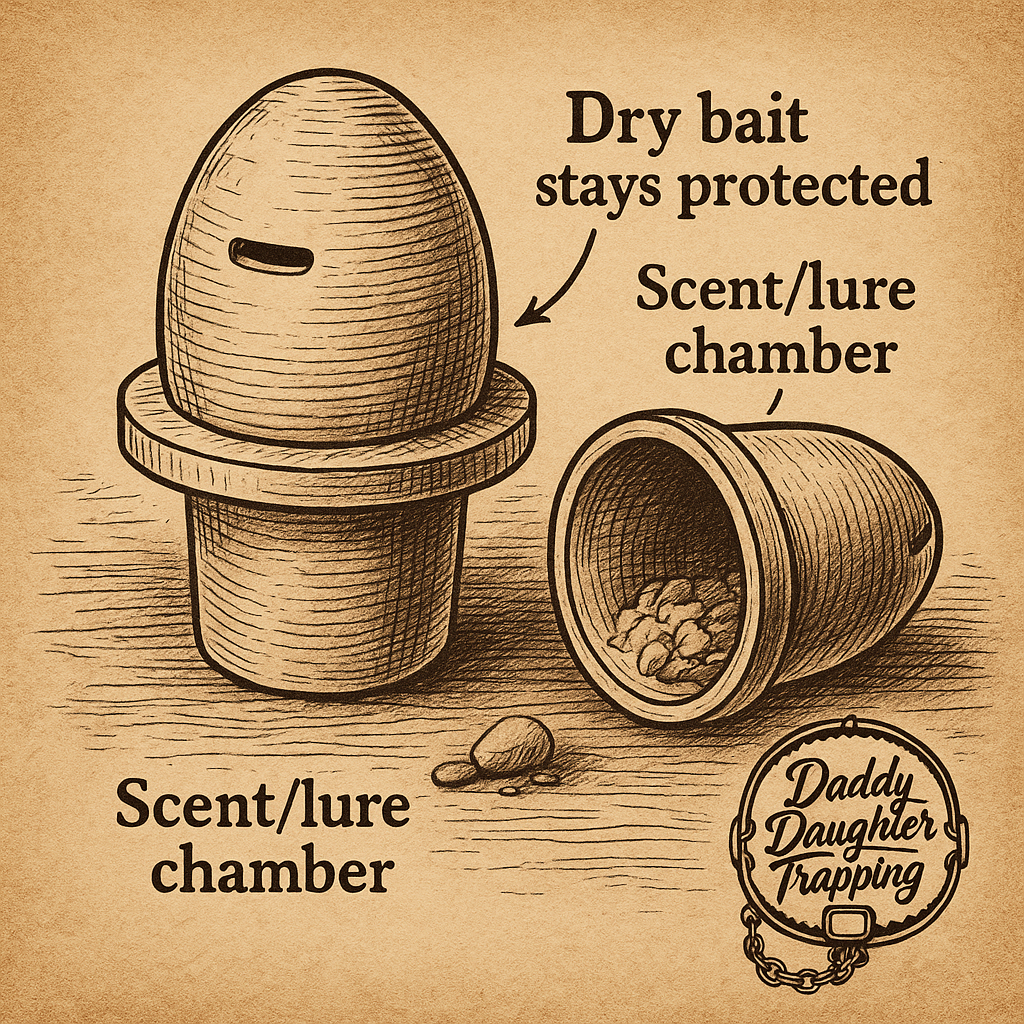 Dry bait
stays protected
Scent/lure
chamber
Scent/lure
chamber
Daddy
Daughter
Trapping